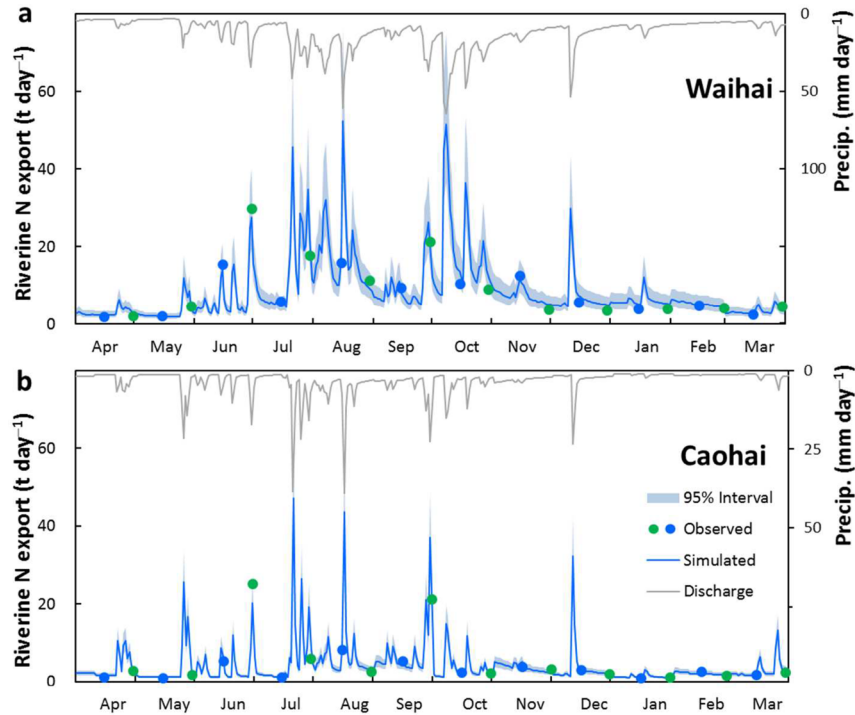 a
Waihai
Riverine N export (t day⁻¹)
80
60
40
20
0
Precip. (mm day⁻¹)
0
50
100
Apr May Jun Jul Aug Sep Oct Nov Dec Jan Feb Mar
b
Caohai
Riverine N export (t day⁻¹)
60
40
20
0
Precip. (mm day⁻¹)
0
25
50
95% Interval
Observed
Simulated
Discharge
Apr May Jun Jul Aug Sep Oct Nov Dec Jan Feb Mar